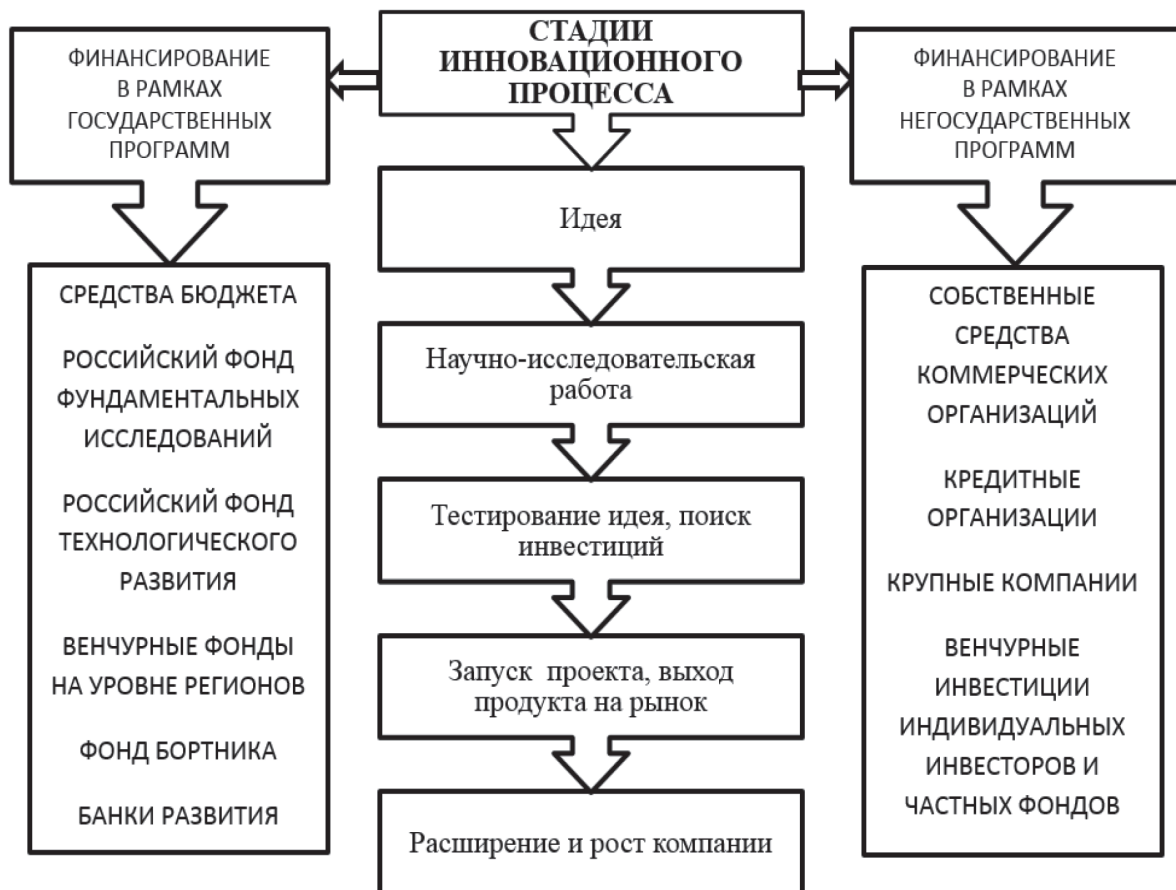 СТАДИИ
ИННОВАЦИОННОГО
ПРОЦЕССА
ФИНАНСИРОВАНИЕ
В РАМКАХ
ГОСУДАРСТВЕННЫХ
ПРОГРАММ
СРЕДСТВА БЮДЖЕТА
РОССИЙСКИЙ ФОНД
ФУНДАМЕНТАЛЬНЫХ
ИССЛЕДОВАНИЙ
РОССИЙСКИЙ ФОНД
ТЕХНОЛОГИЧЕСКОГО
РАЗВИТИЯ
ВЕНЧУРНЫЕ ФОНДЫ
НА УРОВНЕ РЕГИОНОВ
ФОНД БОРТНИКА
БАНКИ РАЗВИТИЯ
Идея
Научно-исследовательская
работа
Тестирование идея, поиск
инвестиций
Запуск проекта, выход
продукта на рынок
Расширение и рост компании
ФИНАНСИРОВАНИЕ
В РАМКАХ
НЕГОСУДАРСТВЕННЫХ
ПРОГРАММ
СОБСТВЕННЫЕ
СРЕДСТВА
КОММЕРЧЕСКИХ
ОРГАНИЗАЦИЙ
КРЕДИТНЫЕ
ОРГАНИЗАЦИИ
КРУПНЫЕ КОМПАНИИ
ВЕНЧУРНЫЕ
ИНВЕСТИЦИИ
ИНДИВИДУАЛЬНЫХ
ИНВЕСТОРОВ И
ЧАСТНЫХ ФОНДОВ